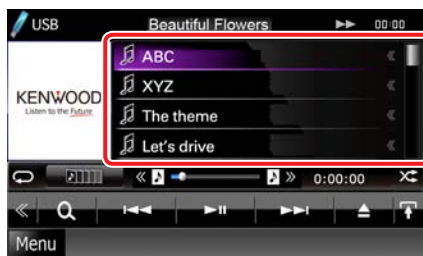 USB
Beautiful Flowers
00:00
ABC
XYZ
KENWOOD
Listen to the Future
The theme
Let's drive
0:00:00
Menu